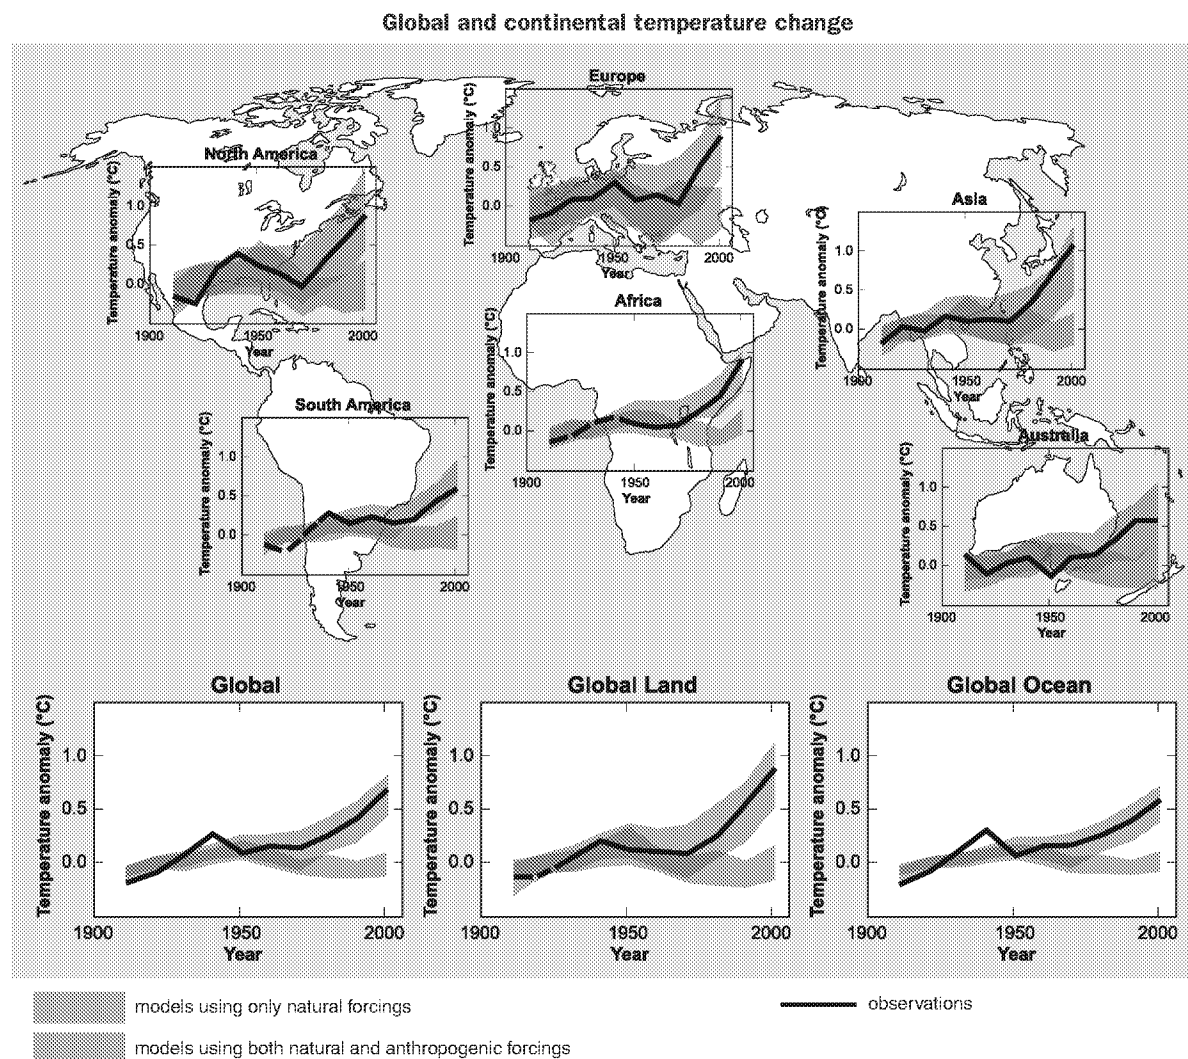 Global and continental temperature change
Europe
Temperature anomaly (°C)
1.0
0.5
0.0
1900
1950
2000
Year
North America
Temperature anomaly (°C)
1.0
0.5
0.0
1900
1950
2000
Year
Asia
Temperature anomaly (°C)
1.0
0.5
0.0
1900
1950
2000
Year
Africa
Temperature anomaly (°C)
1.0
0.5
0.0
1900
1950
2000
Year
South America
Temperature anomaly (°C)
1.0
0.5
0.0
1900
1950
2000
Year
Australia
Temperature anomaly (°C)
1.0
0.5
0.0
1900
1950
2000
Year
Global
Temperature anomaly (°C)
1.0
0.5
0.0
1900
1950
2000
Year
Global Land
Temperature anomaly (°C)
1.0
0.5
0.0
1900
1950
2000
Year
Global Ocean
Temperature anomaly (°C)
1.0
0.5
0.0
1900
1950
2000
Year
models using only natural forcings
observations
models using both natural and anthropogenic forcings